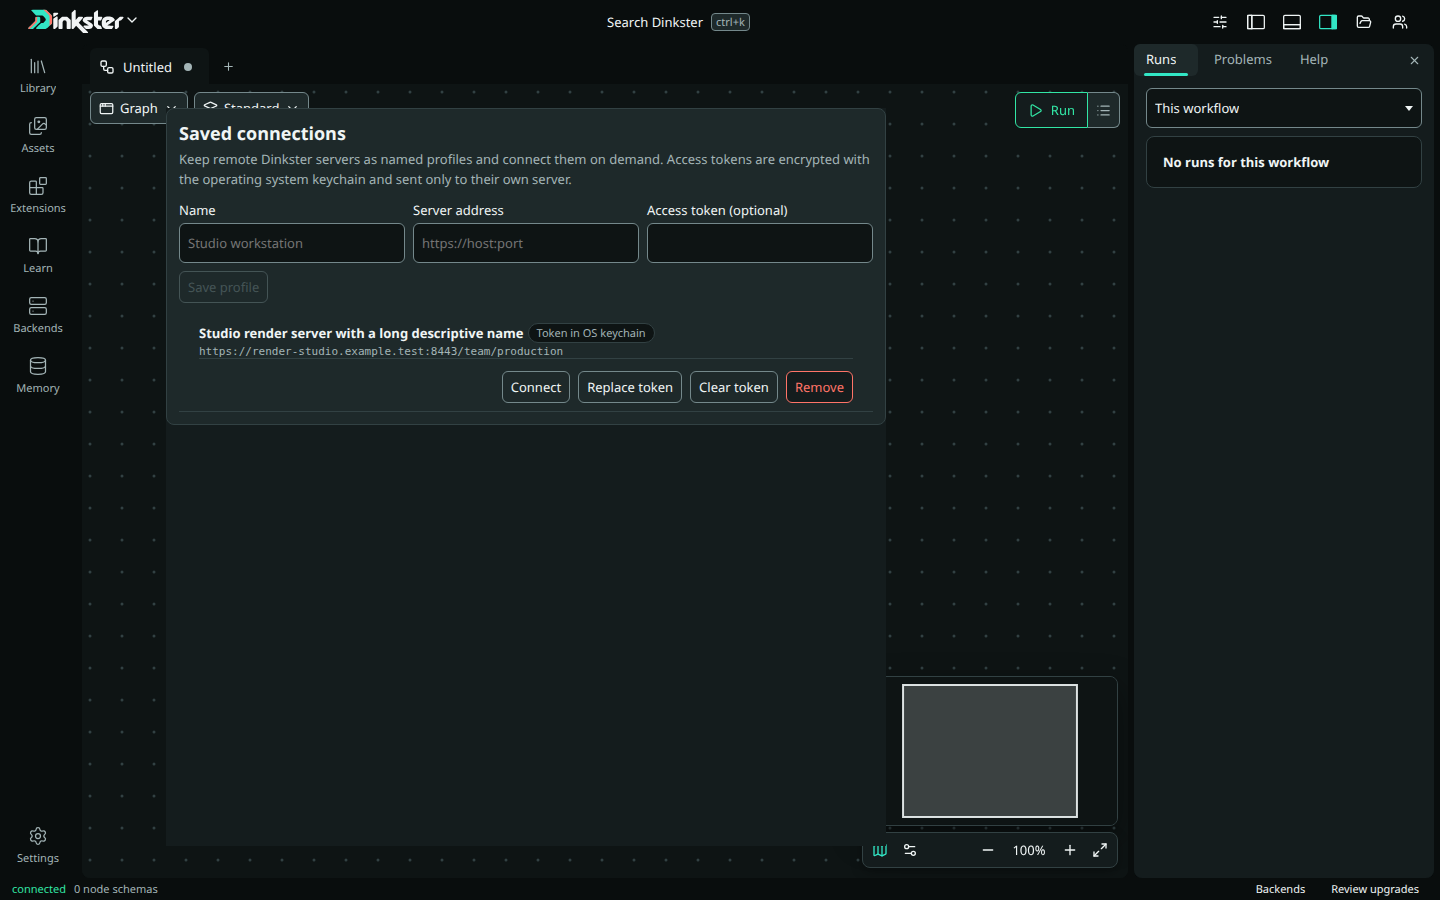 Dinkster
Search Dinkster ctrl+k
Library
Assets
Extensions
Learn
Backends
Memory
Settings
Untitled
Graph
Standard
Run
Saved connections
Keep remote Dinkster servers as named profiles and connect them on demand. Access tokens are encrypted with
the operating system keychain and sent only to their own server.
Name Server address Access token (optional)
Studio workstation https://host:port
Save profile
Studio render server with a long descriptive name Token in OS keychain
https://render-studio.example.test:8443/team/production
Connect Replace token Clear token Remove
100%
Runs Problems Help
This workflow
No runs for this workflow
connected 0 node schemas
Backends Review upgrades